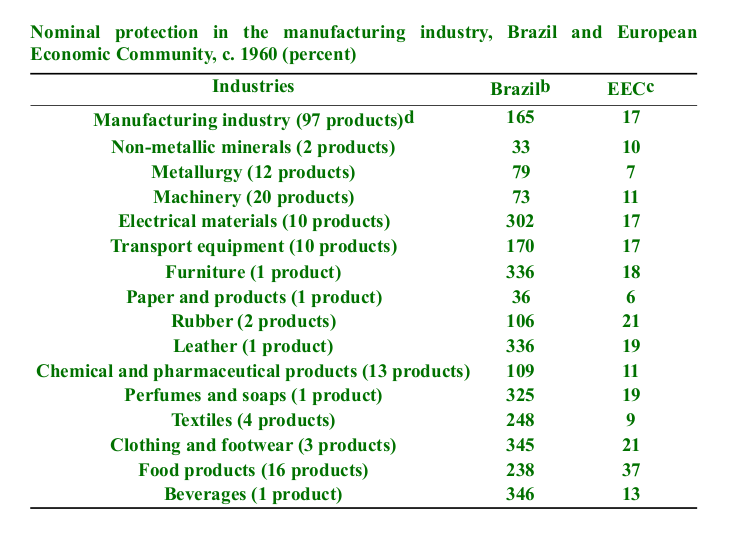 Nominal protection in the manufacturing industry, Brazil and European
Economic Community, c. 1960 (percent)
Industries Brazilb EECc
Manufacturing industry (97 products)d 165 17
Non-metallic minerals (2 products) 33 10
Metallurgy (12 products) 79 7
Machinery (20 products) 73 11
Electrical materials (10 products) 302 17
Transport equipment (10 products) 170 17
Furniture (1 product) 336 18
Paper and products (1 product) 36 6
Rubber (2 products) 106 21
Leather (1 product) 336 19
Chemical and pharmaceutical products (13 products) 109 11
Perfumes and soaps (1 product) 325 19
Textiles (4 products) 248 9
Clothing and footwear (3 products) 345 21
Food products (16 products) 238 37
Beverages (1 product) 346 13